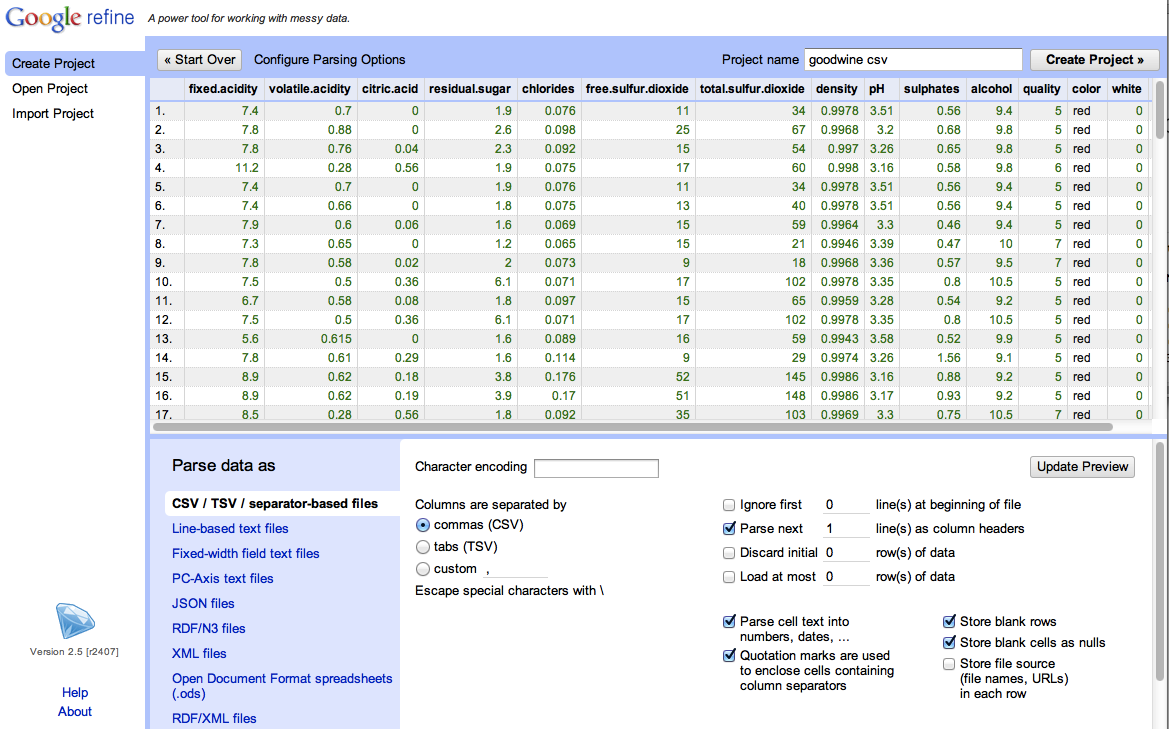 Google refine A power tool for working with messy data.
Create Project
Open Project
Import Project
« Start Over Configure Parsing Options Project name goodwine csv Create Project »
fixed.acidity volatile.acidity citric.acid residual.sugar chlorides free.sulfur.dioxide total.sulfur.dioxide density pH sulphates alcohol quality color white
1. 7.4 0.7 0 1.9 0.076 11 34 0.9978 3.51 0.56 9.4 5 red 0
2. 7.8 0.88 0 2.6 0.098 25 67 0.9968 3.2 0.68 9.8 5 red 0
3. 7.8 0.76 0.04 2.3 0.092 15 54 0.997 3.26 0.65 9.8 5 red 0
4. 11.2 0.28 0.56 1.9 0.075 17 60 0.998 3.16 0.58 9.8 6 red 0
5. 7.4 0.7 0 1.9 0.076 11 34 0.9978 3.51 0.56 9.4 5 red 0
6. 7.4 0.66 0 1.8 0.075 13 40 0.9978 3.51 0.56 9.4 5 red 0
7. 7.9 0.6 0.06 1.6 0.069 15 59 0.9964 3.3 0.46 9.4 5 red 0
8. 7.3 0.65 0 1.2 0.065 15 21 0.9946 3.39 0.47 10 7 red 0
9. 7.8 0.58 0.02 2 0.073 9 18 0.9968 3.36 0.57 9.5 7 red 0
10. 7.5 0.5 0.36 6.1 0.071 17 102 0.9978 3.35 0.8 10.5 5 red 0
11. 6.7 0.58 0.08 1.8 0.097 15 65 0.9959 3.28 0.54 9.2 5 red 0
12. 7.5 0.5 0.36 6.1 0.071 17 102 0.9978 3.35 0.8 10.5 5 red 0
13. 5.6 0.615 0 1.6 0.089 16 59 0.9943 3.58 0.52 9.9 5 red 0
14. 7.8 0.61 0.29 1.6 0.114 9 29 0.9974 3.26 1.56 9.1 5 red 0
15. 8.9 0.62 0.18 3.8 0.176 52 145 0.9986 3.16 0.88 9.2 5 red 0
16. 8.9 0.62 0.19 3.9 0.17 51 148 0.9986 3.17 0.93 9.2 5 red 0
17. 8.5 0.28 0.56 1.8 0.092 35 103 0.9969 3.3 0.75 10.5 7 red 0
Parse data as
CSV / TSV / separator-based files
Line-based text files
Fixed-width field text files
PC-Axis text files
JSON files
RDF/N3 files
XML files
Open Document Format spreadsheets
(.ods)
RDF/XML files
Character encoding
Update Preview
Columns are separated by
commas (CSV)
tabs (TSV)
custom ,
Escape special characters with \
Ignore first 0 line(s) at beginning of file
Parse next 1 line(s) as column headers
Discard initial 0 row(s) of data
Load at most 0 row(s) of data
Parse cell text into
numbers, dates, ...
Quotation marks are used
to enclose cells containing
column separators
Store blank rows
Store blank cells as nulls
Store file source
(file names, URLs)
in each row
Version 2.5 [r2407]
Help
About